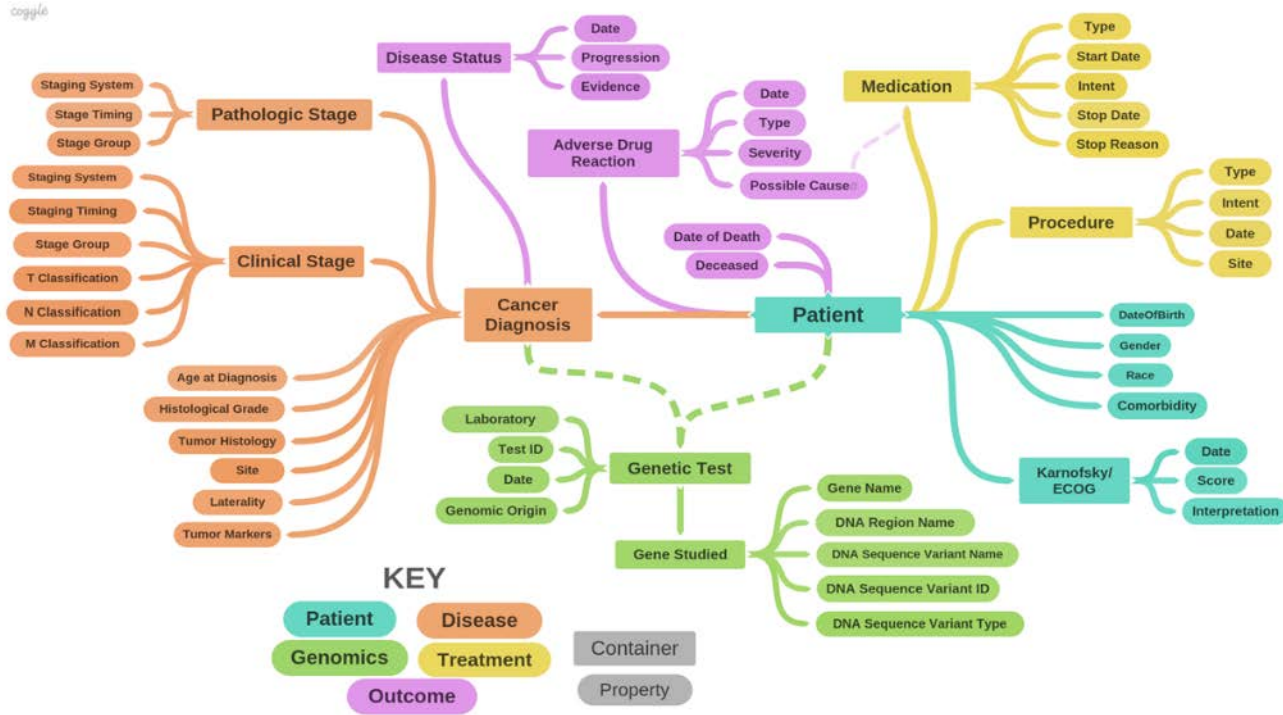 coggle
Disease Status
Date
Progression
Evidence
Staging System
Stage Timing
Stage Group
Pathologic Stage
Adverse Drug
Reaction
Date
Type
Severity
Possible Cause
Medication
Type
Start Date
Intent
Stop Date
Stop Reason
Staging System
Staging Timing
Stage Group
T Classification
N Classification
M Classification
Clinical Stage
Date of Death
Deceased
Procedure
Type
Intent
Date
Site
Cancer
Diagnosis
Patient
DateOfBirth
Gender
Race
Comorbidity
Age at Diagnosis
Histological Grade
Tumor Histology
Site
Laterality
Tumor Markers
Laboratory
Test ID
Date
Genomic Origin
Genetic Test
Karnofsky/
ECOG
Date
Score
Interpretation
Gene Studied
Gene Name
DNA Region Name
DNA Sequence Variant Name
DNA Sequence Variant ID
DNA Sequence Variant Type
KEY
Patient
Disease
Genomics
Treatment
Outcome
Container
Property